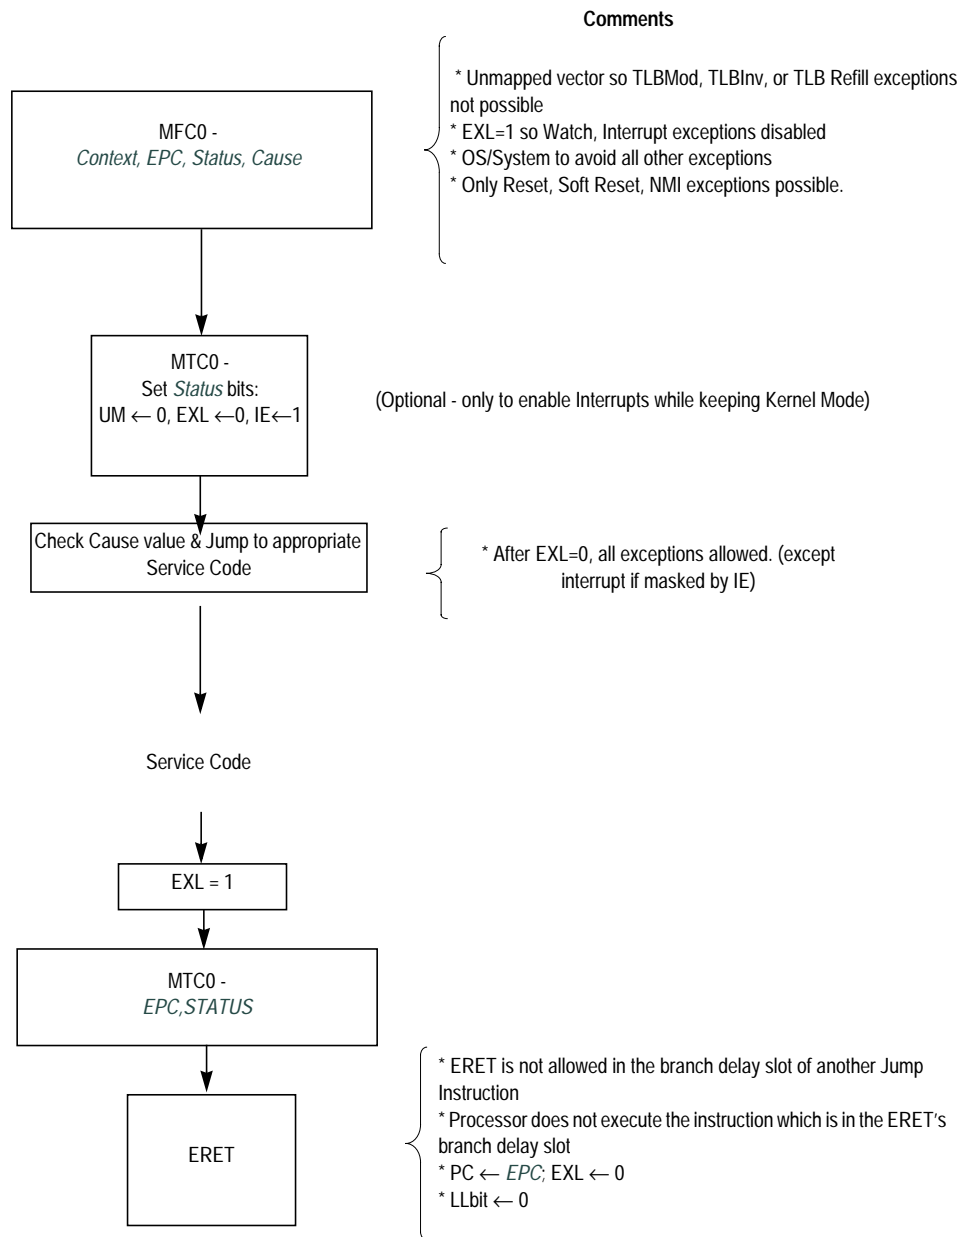 Comments
* Unmapped vector so TLBMod, TLBInv, or TLB Refill exceptions
not possible
* EXL=1 so Watch, Interrupt exceptions disabled
* OS/System to avoid all other exceptions
* Only Reset, Soft Reset, NMI exceptions possible.
MFC0 -
Context, EPC, Status, Cause
MTC0 -
Set Status bits:
UM ← 0, EXL ←0, IE←1
(Optional - only to enable Interrupts while keeping Kernel Mode)
Check Cause value & Jump to appropriate
Service Code
* After EXL=0, all exceptions allowed. (except
interrupt if masked by IE)
Service Code
EXL = 1
MTC0 -
EPC,STATUS
ERET
* ERET is not allowed in the branch delay slot of another Jump
Instruction
* Processor does not execute the instruction which is in the ERET's
branch delay slot
* PC ← EPC; EXL ← 0
* LLbit ← 0